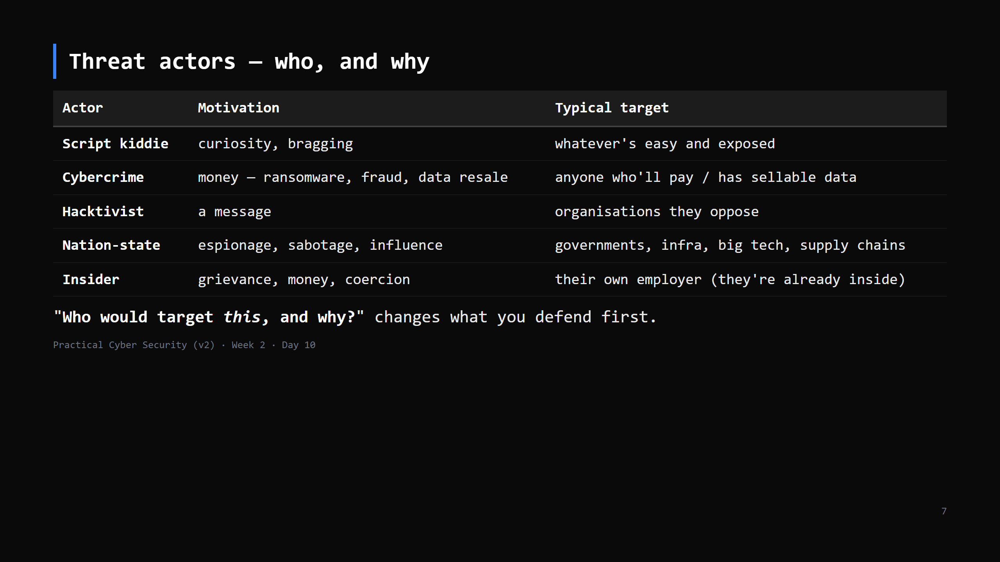 Threat actors — who, and why
Actor Motivation Typical target
Script kiddie curiosity, bragging whatever's easy and exposed
Cybercrime money — ransomware, fraud, data resale anyone who'll pay / has sellable data
Hacktivist a message organisations they oppose
Nation-state espionage, sabotage, influence governments, infra, big tech, supply chains
Insider grievance, money, coercion their own employer (they're already inside)
"Who would target this, and why?" changes what you defend first.
Practical Cyber Security (v2) · Week 2 · Day 10
7